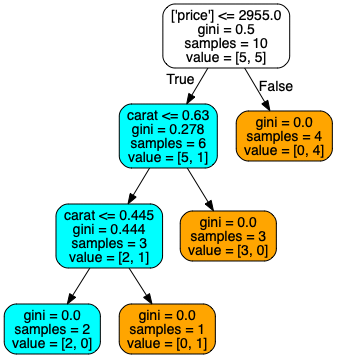 ['price'] <= 2955.0
gini = 0.5
samples = 10
value = [5, 5]
True
False
carat <= 0.63
gini = 0.278
samples = 6
value = [5, 1]
gini = 0.0
samples = 4
value = [0, 4]
carat <= 0.445
gini = 0.444
samples = 3
value = [2, 1]
gini = 0.0
samples = 3
value = [3, 0]
gini = 0.0
samples = 2
value = [2, 0]
gini = 0.0
samples = 1
value = [0, 1]